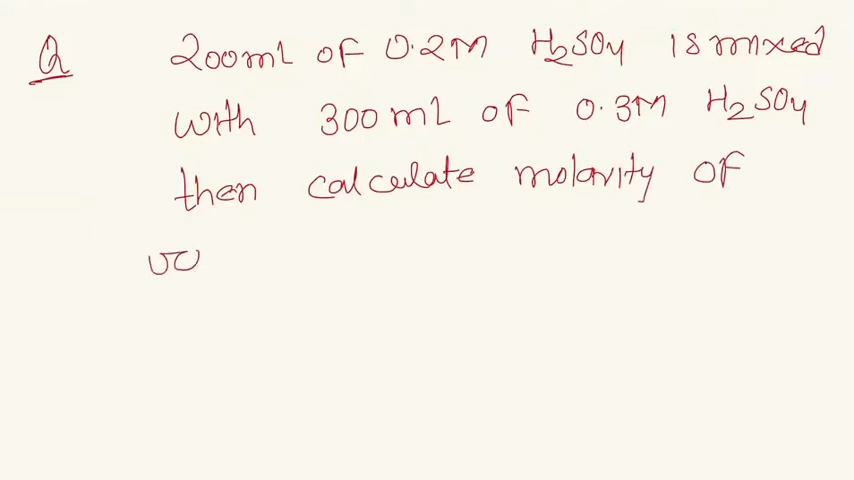 Q 200ml of 0.2M H₂SO₄ is mixed
with 300ml of 0.3M H₂SO₄
then calculate molarity of